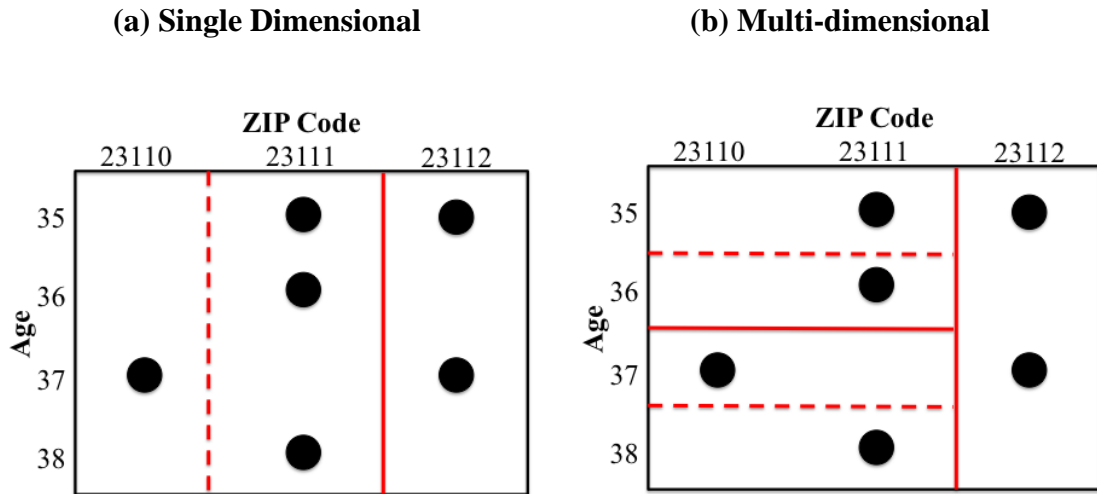 (a) Single Dimensional
ZIP Code
23110 23111 23112
Age
35
36
37
38
(b) Multi-dimensional
ZIP Code
23110 23111 23112
Age
35
36
37
38